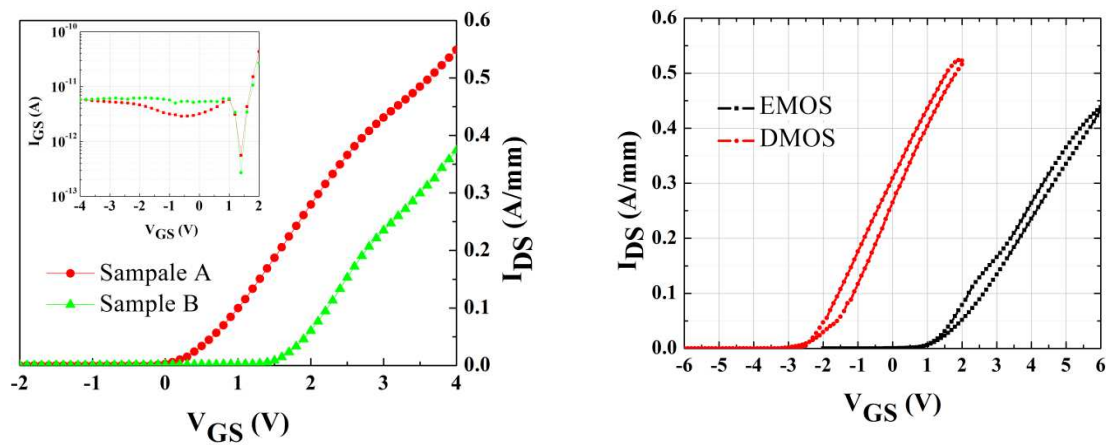 10⁻¹⁰
10⁻¹¹
10⁻¹²
10⁻¹³
I_GS (A)
-4 -3 -2 -1 0 1 2
V_GS (V)
Sampale A
Sample B
0.6
0.5
0.4
0.3
0.2
0.1
0.0
I_DS (A/mm)
-2 -1 0 1 2 3 4
V_GS (V)
0.6
0.5
0.4
0.3
0.2
0.1
0.0
I_DS (A/mm)
EMOS
DMOS
-6 -5 -4 -3 -2 -1 0 1 2 3 4 5 6
V_GS (V)